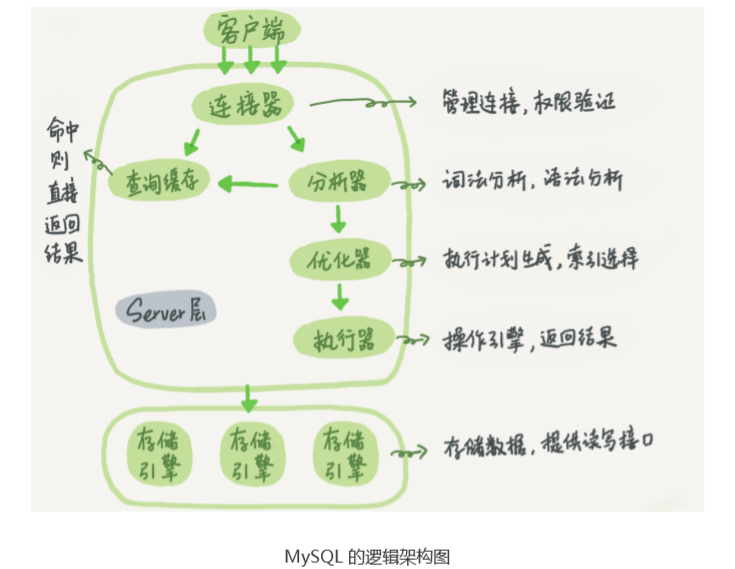 客户端
连接器
管理连接，权限验证
命中
则
直接
返回
结果
查询缓存
分析器
词法分析，语法分析
优化器
执行计划生成，索引选择
Server层
执行器
操作引擎，返回结果
存储
引擎
存储
引擎
存储
引擎
存储数据，提供读写接口
MySQL 的逻辑架构图